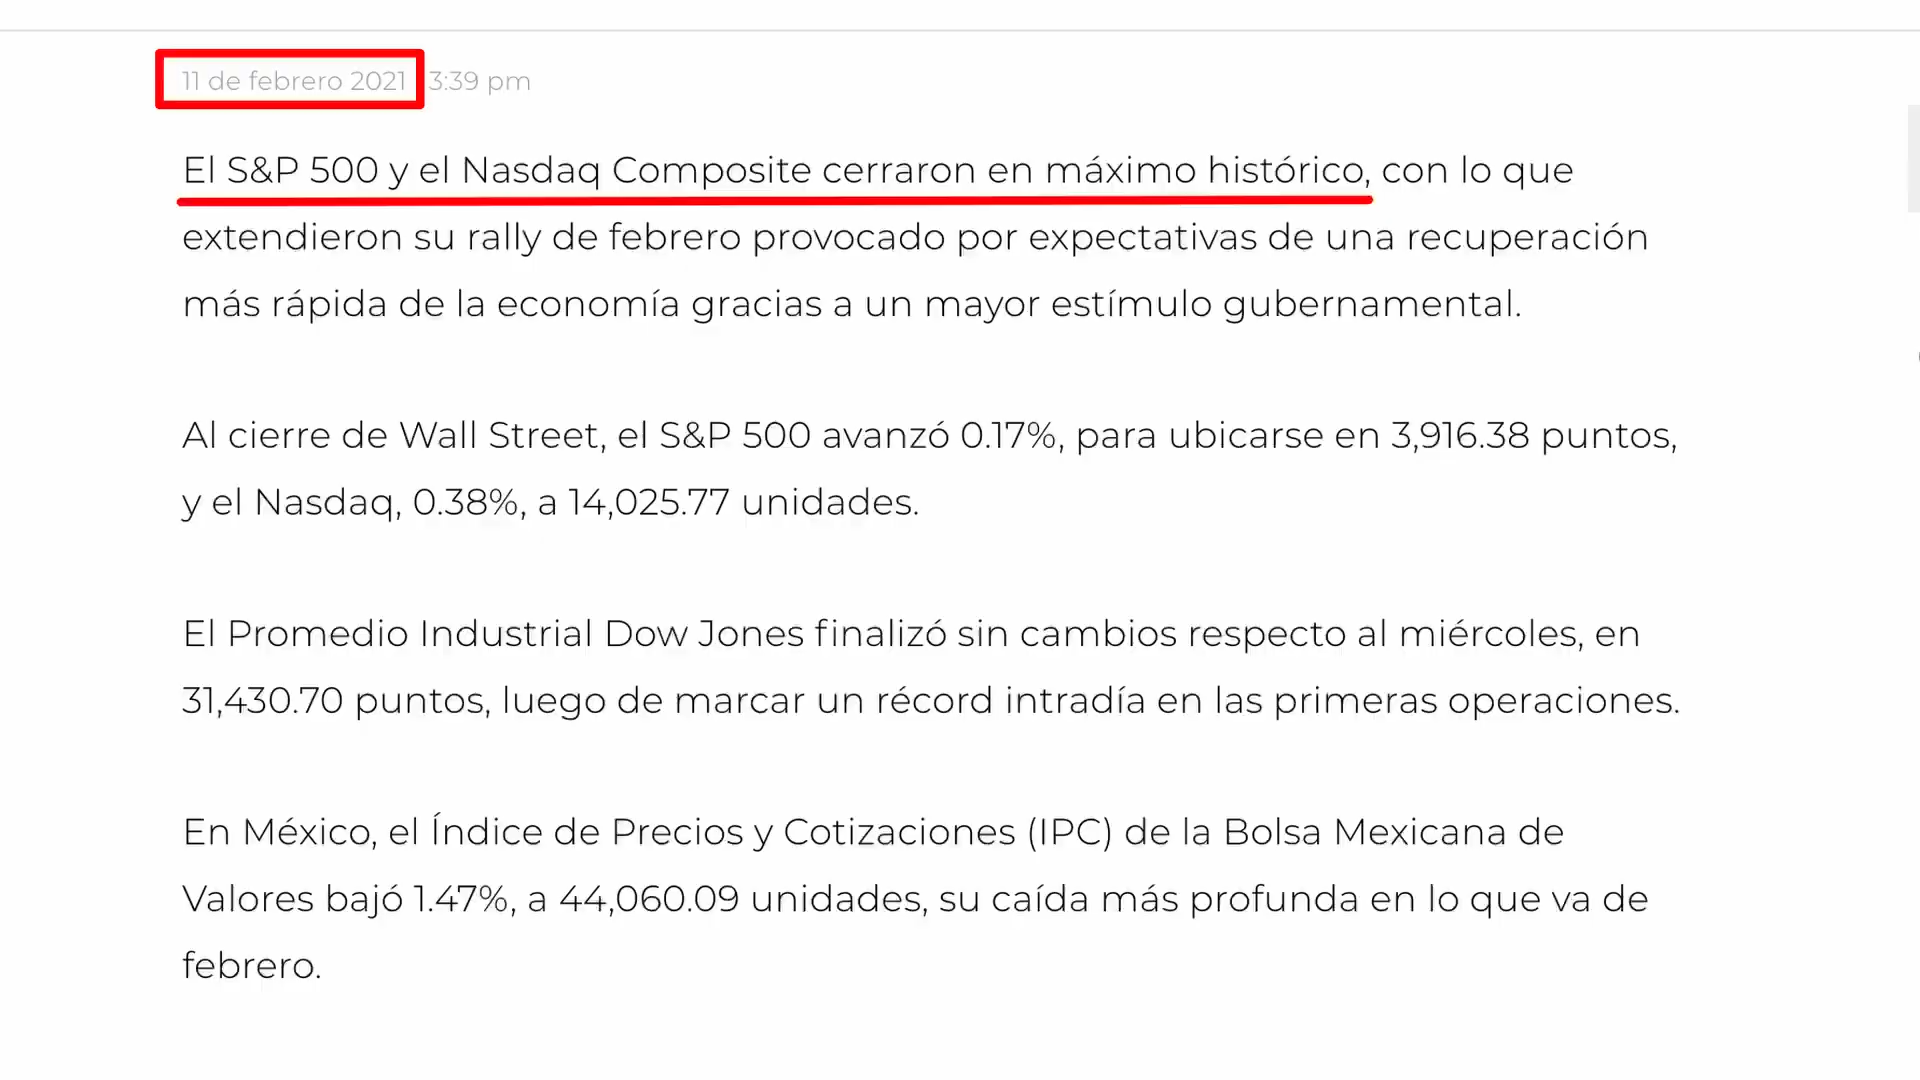 11 de febrero 2021 3:39 pm
El S&P 500 y el Nasdaq Composite cerraron en máximo histórico, con lo que
extendieron su rally de febrero provocado por expectativas de una recuperación
más rápida de la economía gracias a un mayor estímulo gubernamental.
Al cierre de Wall Street, el S&P 500 avanzó 0.17%, para ubicarse en 3,916.38 puntos,
y el Nasdaq, 0.38%, a 14,025.77 unidades.
El Promedio Industrial Dow Jones finalizó sin cambios respecto al miércoles, en
31,430.70 puntos, luego de marcar un récord intradía en las primeras operaciones.
En México, el Índice de Precios y Cotizaciones (IPC) de la Bolsa Mexicana de
Valores bajó 1.47%, a 44,060.09 unidades, su caída más profunda en lo que va de
febrero.